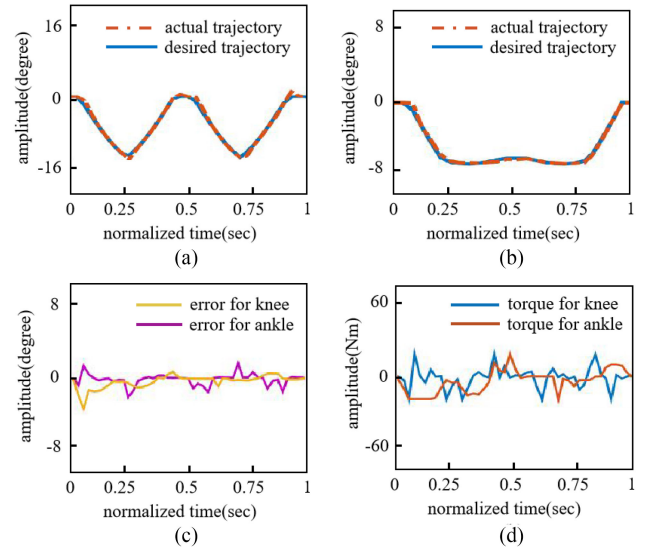 16
actual trajectory
desired trajectory
0
-16
amplitude(degree)
0 0.25 0.5 0.75 1
normalized time(sec)
(a)
8
actual trajectory
desired trajectory
0
-8
amplitude(degree)
0 0.25 0.5 0.75 1
normalized time(sec)
(b)
8
error for knee
error for ankle
0
-8
amplitude(degree)
0 0.25 0.5 0.75 1
normalized time(sec)
(c)
60
torque for knee
torque for ankle
0
-60
amplitude(Nm)
0 0.25 0.5 0.75 1
normalized time(sec)
(d)